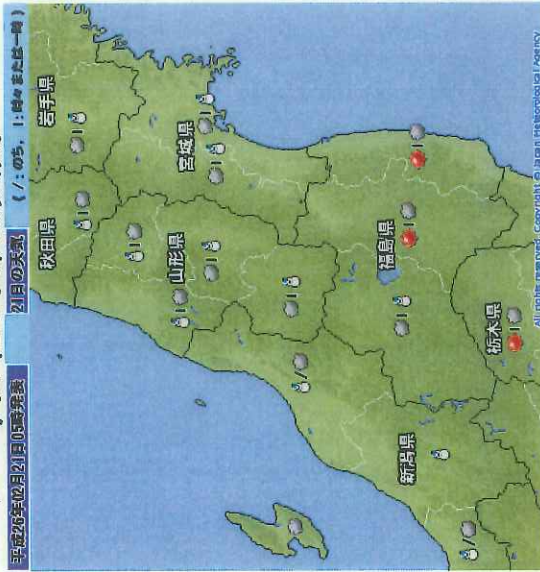 平成26年02月21日05時発表
21日の天気
( /：のち， |：時々または一時 )
秋田県
岩手県
山形県
宮城県
新潟県
福島県
栃木県
All rights reserved. Copyright © Japan Meteorological Agency